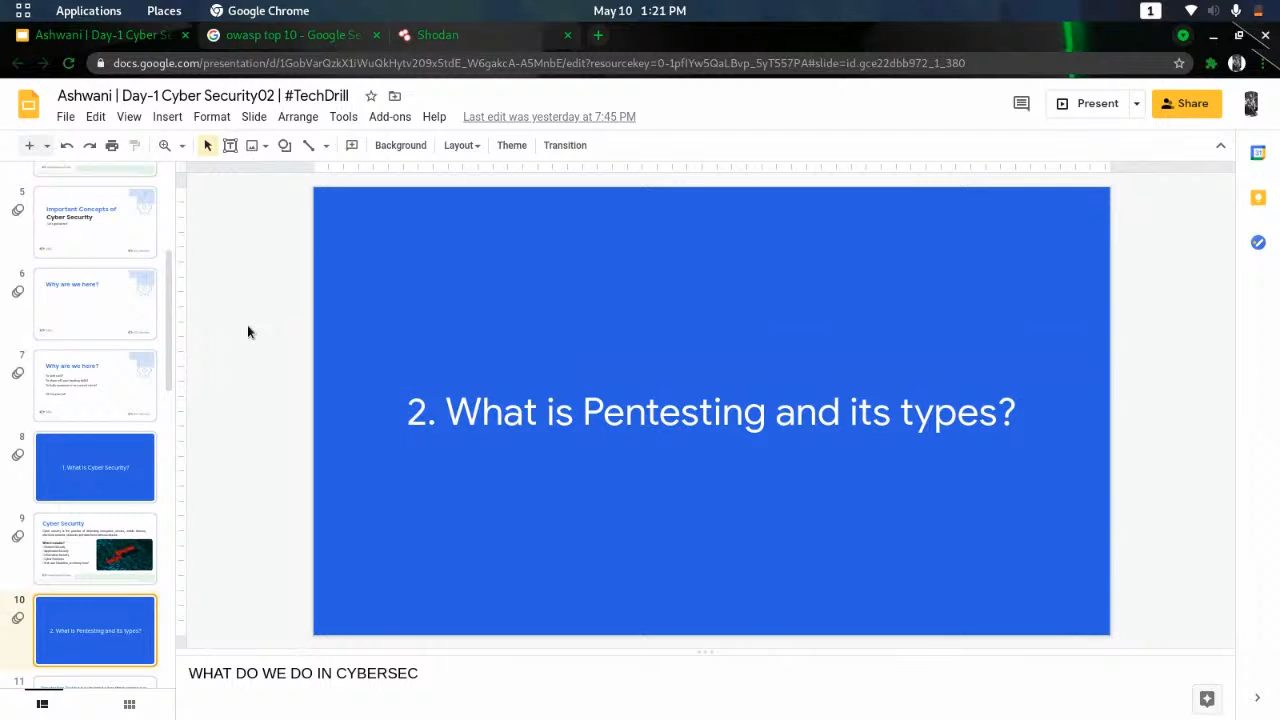 Applications Places Google Chrome May 10 1:21 PM 1
Ashwani | Day-1 Cyber S
owasp top 10 - Google Se
Shodan
docs.google.com/presentation/d/1GobVarQzkX1iWuQkHytv209x5tdE_W6gakcA-A5MnbE/edit?resourcekey=0-1pflYw5QaLBvp_5yTS57PA#slide=id.gce22dbb972_1_380
Ashwani | Day-1 Cyber Security02 | #TechDrill
Present
Share
File Edit View Insert Format Slide Arrange Tools Add-ons Help Last edit was yesterday at 7:45 PM
Background Layout Theme Transition
5
Important Concepts of
Cyber Security
6
Why are we here?
7
Why are we here?
8
1. What is Cyber Security?
9
Cyber Security
10
2. What is Pentesting and its types?
11
2. What is Pentesting and its types?
WHAT DO WE DO IN CYBERSEC